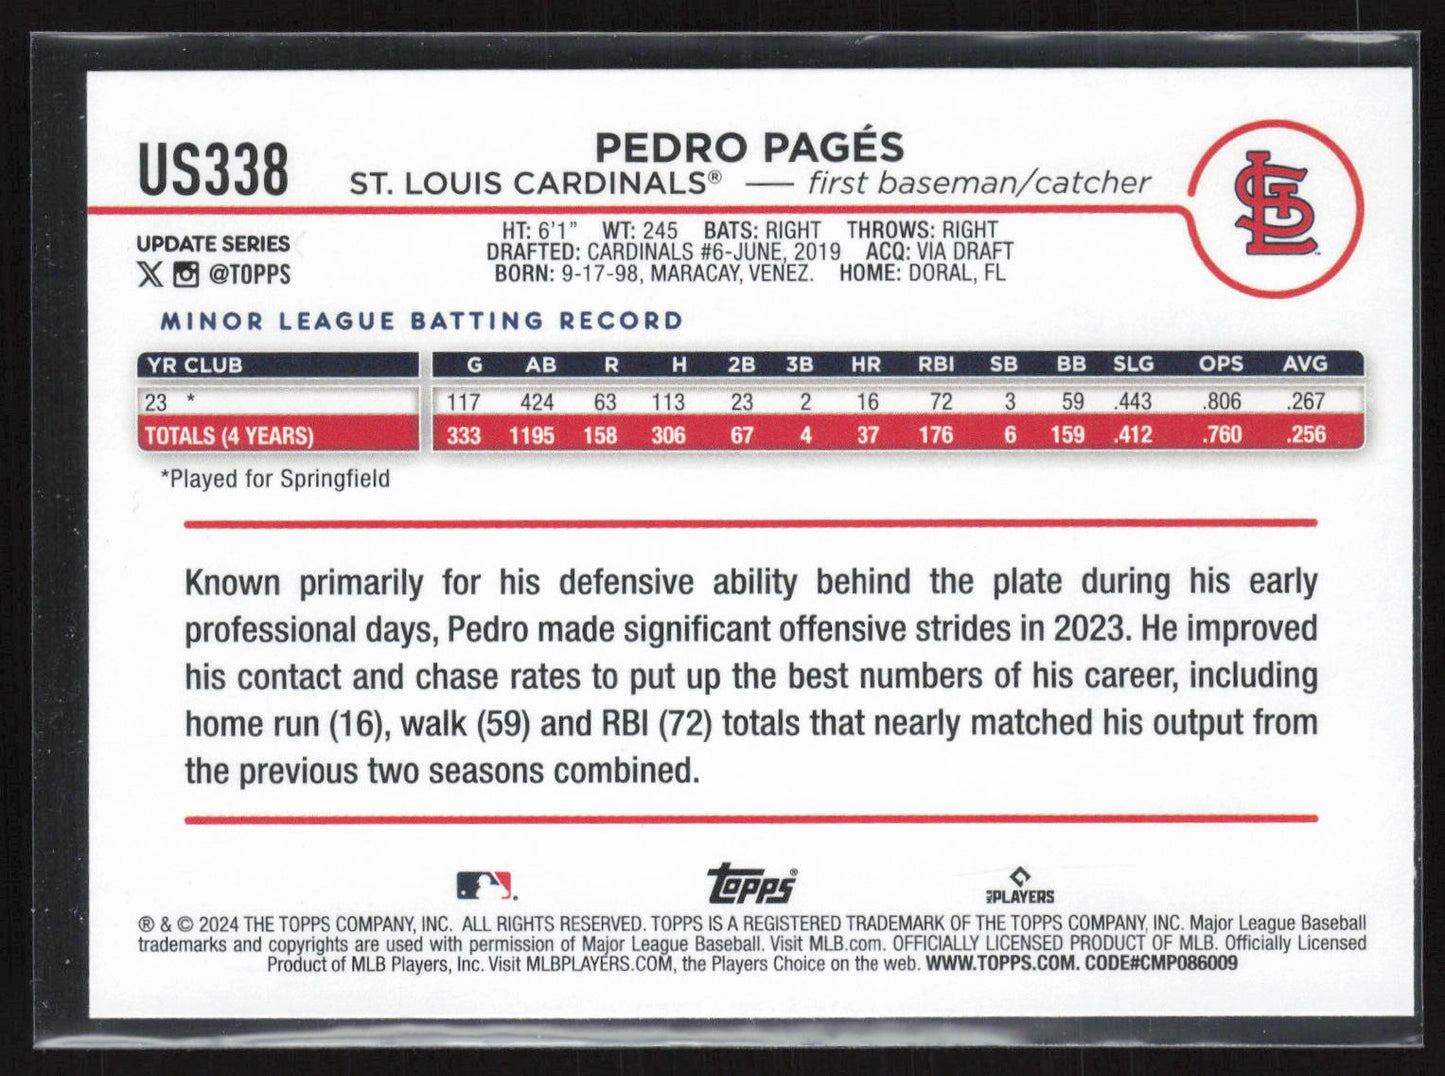 US338
PEDRO PAGÉS
ST. LOUIS CARDINALS® — first baseman/catcher
STL
UPDATE SERIES
X @TOPPS
HT: 6'1" WT: 245 BATS: RIGHT THROWS: RIGHT
DRAFTED: CARDINALS #6-JUNE, 2019 ACQ: VIA DRAFT
BORN: 9-17-98, MARACAY, VENEZ. HOME: DORAL, FL
MINOR LEAGUE BATTING RECORD
YR CLUB G AB R H 2B 3B HR RBI SB BB SLG OPS AVG
23 * 117 424 63 113 23 2 16 72 3 59 .443 .806 .267
TOTALS (4 YEARS) 333 1195 158 306 67 4 37 176 6 159 .412 .760 .256
*Played for Springfield
Known primarily for his defensive ability behind the plate during his early
professional days, Pedro made significant offensive strides in 2023. He improved
his contact and chase rates to put up the best numbers of his career, including
home run (16), walk (59) and RBI (72) totals that nearly matched his output from
the previous two seasons combined.
topps®
MLB PLAYERS
® & © 2024 THE TOPPS COMPANY, INC. ALL RIGHTS RESERVED. TOPPS IS A REGISTERED TRADEMARK OF THE TOPPS COMPANY, INC. Major League Baseball
trademarks and copyrights are used with permission of Major League Baseball. Visit MLB.com. OFFICIALLY LICENSED PRODUCT OF MLB. Officially Licensed
Product of MLB Players, Inc. Visit MLBPLAYERS.COM, the Players Choice on the web. WWW.TOPPS.COM. CODE#CMP086009